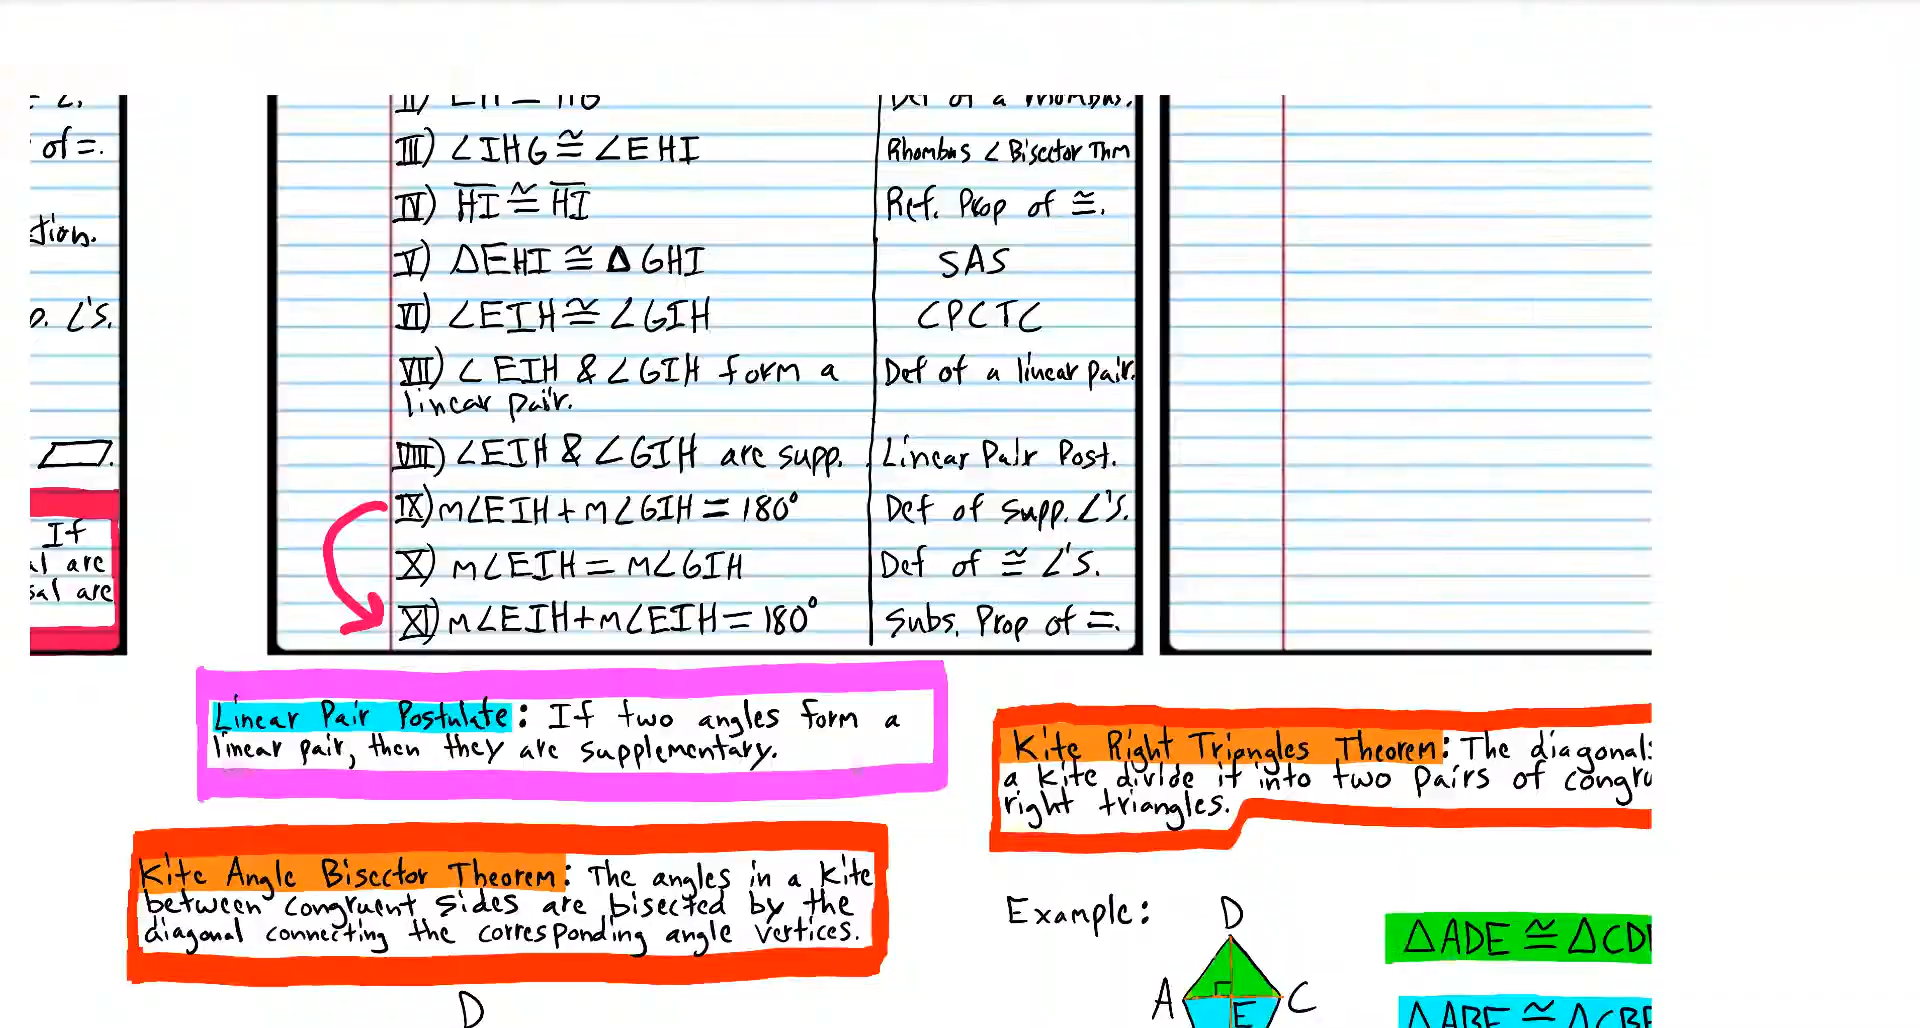 of =.
tion.
∠'s.
If
are
are
III) ∠IHG ≅ ∠EHI Rhombus ∠ Bisector Thm
IV) HI ≅ HI Ref. Prop of ≅.
V) ΔEHI ≅ ΔGHI SAS
VI) ∠EIH ≅ ∠GIH CPCTC
VII) ∠EIH & ∠GIH form a Def of a linear pair.
linear pair.
VIII) ∠EIH & ∠GIH are supp. Linear Pair Post.
IX) m∠EIH + m∠GIH = 180° Def of supp. ∠'s.
X) m∠EIH = m∠GIH Def of ≅ ∠'s.
XI) m∠EIH + m∠EIH = 180° Subs. Prop of =.
Linear Pair Postulate: If two angles form a
linear pair, then they are supplementary.
Kite Angle Bisector Theorem: The angles in a kite
between congruent sides are bisected by the
diagonal connecting the corresponding angle vertices.
D
Kite Right Triangles Theorem: The diagonal
a kite divide it into two pairs of congru
right triangles.
Example:
D
A
C
E
ΔADE ≅ ΔCD
ΔABE ≅ ΔCB